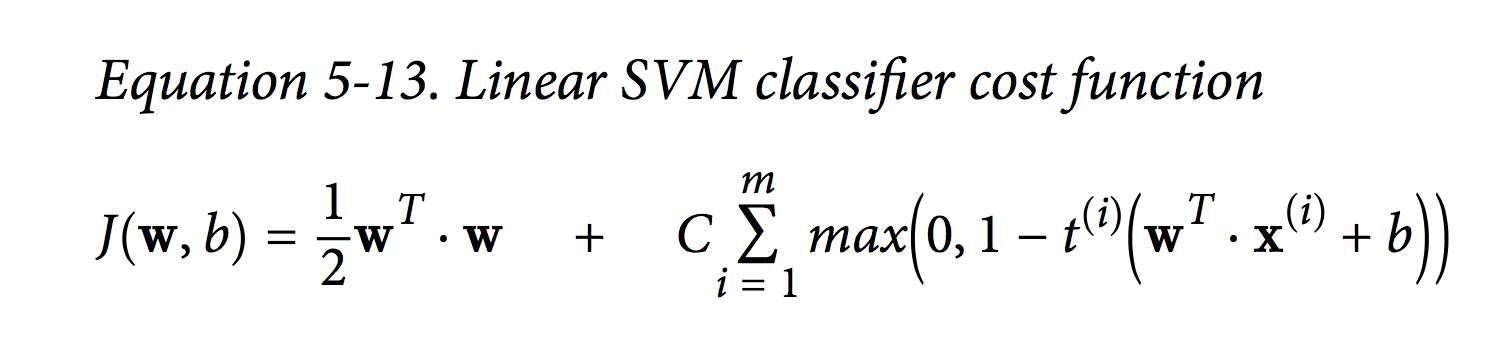 Equation 5-13. Linear SVM classifier cost function
J(w, b) = 1/2 w^T · w + C ∑_{i = 1}^{m} max(0, 1 − t^(i)(w^T · x^(i) + b))